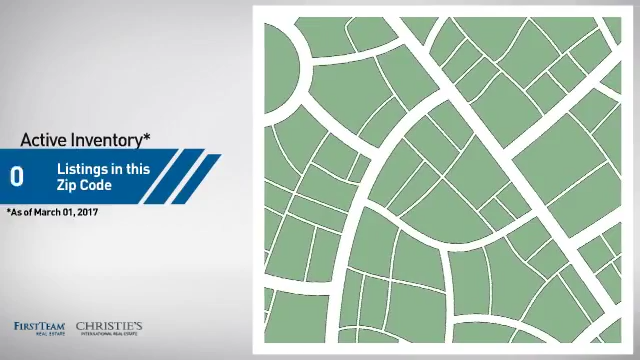 Active Inventory*
0
Listings in this
Zip Code
*As of March 01, 2017
FIRSTTEAM
REAL ESTATE
CHRISTIE'S
INTERNATIONAL REAL ESTATE